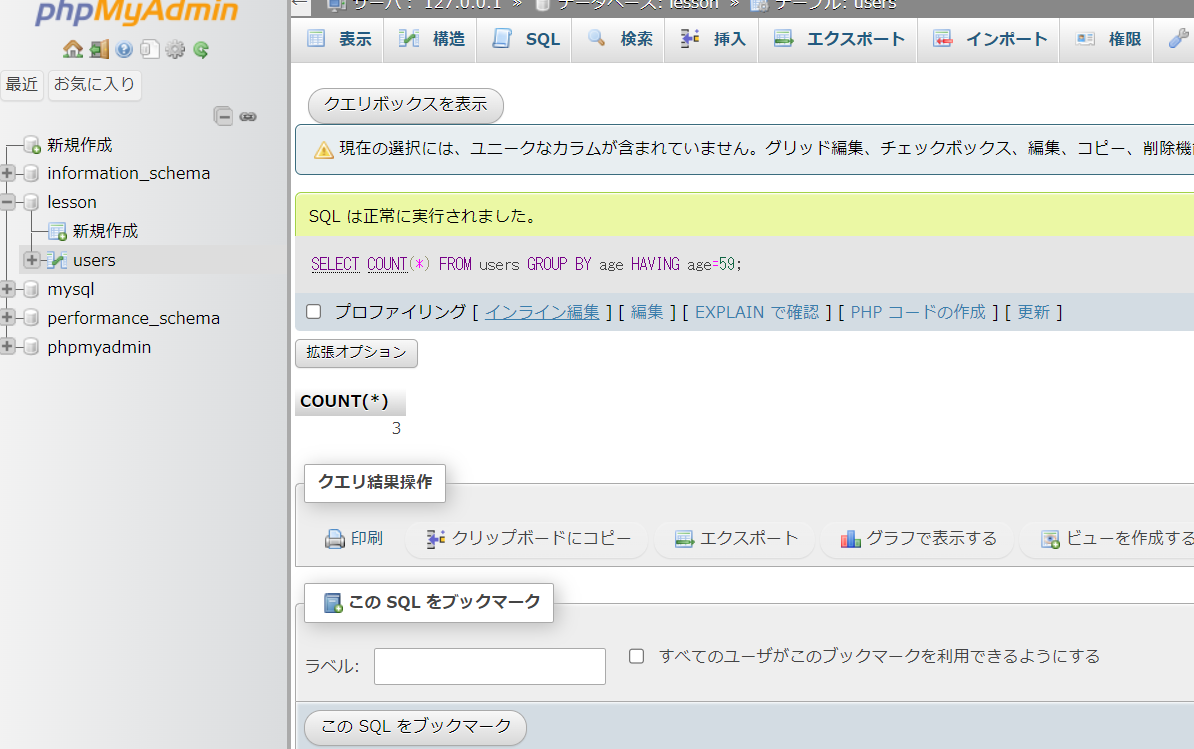 phpMyAdmin
最近 お気に入り
新規作成
information_schema
lesson
新規作成
users
mysql
performance_schema
phpmyadmin
サーバ: 127.0.0.1 » データベース: lesson » テーブル: users
表示 構造 SQL 検索 挿入 エクスポート インポート 権限
クエリボックスを表示
現在の選択には、ユニークなカラムが含まれていません。グリッド編集、チェックボックス、編集、コピー、削除機
SQL は正常に実行されました。
SELECT COUNT(*) FROM users GROUP BY age HAVING age=59;
プロファイリング [ インライン編集 ] [ 編集 ] [ EXPLAIN で確認 ] [ PHP コードの作成 ] [ 更新 ]
拡張オプション
COUNT(*)
3
クエリ結果操作
印刷 クリップボードにコピー エクスポート グラフで表示する ビューを作成する
この SQL をブックマーク
ラベル: すべてのユーザがこのブックマークを利用できるようにする
この SQL をブックマーク